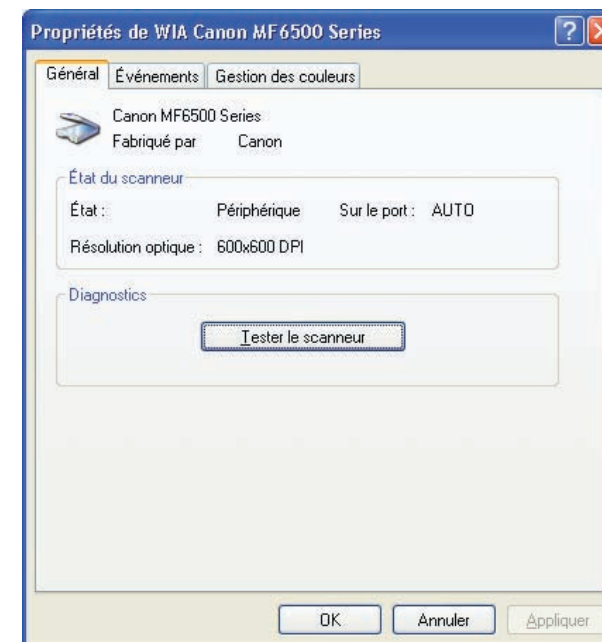 Propriétés de WIA Canon MF6500 Series
Général Événements Gestion des couleurs
Canon MF6500 Series
Fabriqué par Canon
État du scanneur
État : Périphérique Sur le port : AUTO
Résolution optique : 600x600 DPI
Diagnostics
Tester le scanneur
OK Annuler Appliquer